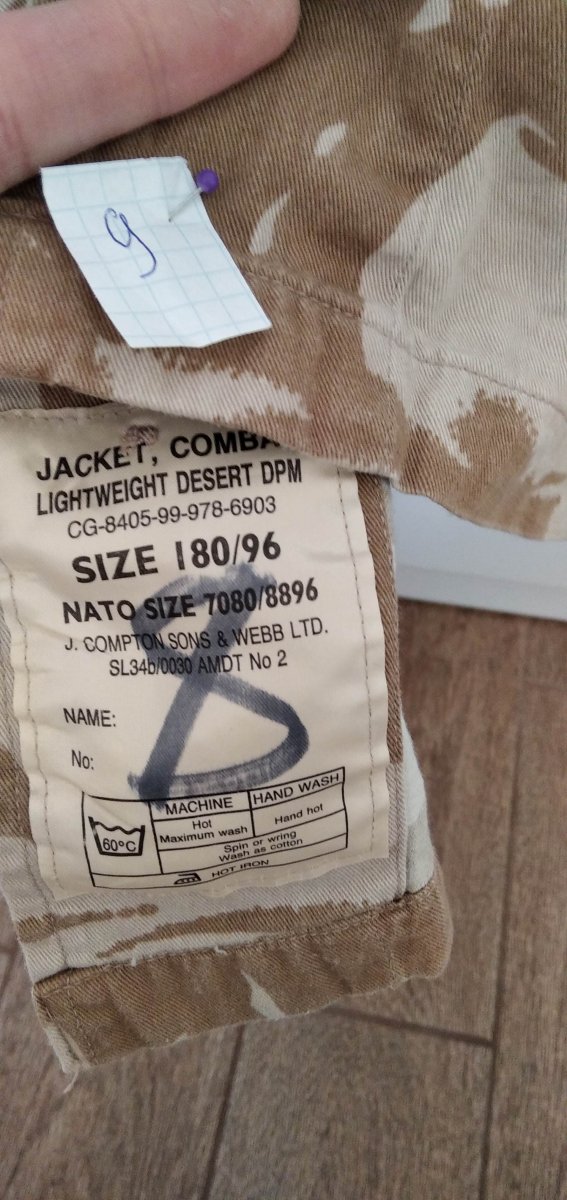 9
JACKET, COMBA
LIGHTWEIGHT DESERT DPM
CG-8405-99-978-6903
SIZE 180/96
NATO SIZE 7080/8896
J. COMPTON SONS & WEBB LTD.
SL34b/0030 AMDT No 2
NAME:
No:
MACHINE HAND WASH
60°C Hot Maximum wash Hand hot
Spin or wring
Wash as cotton
HOT IRON